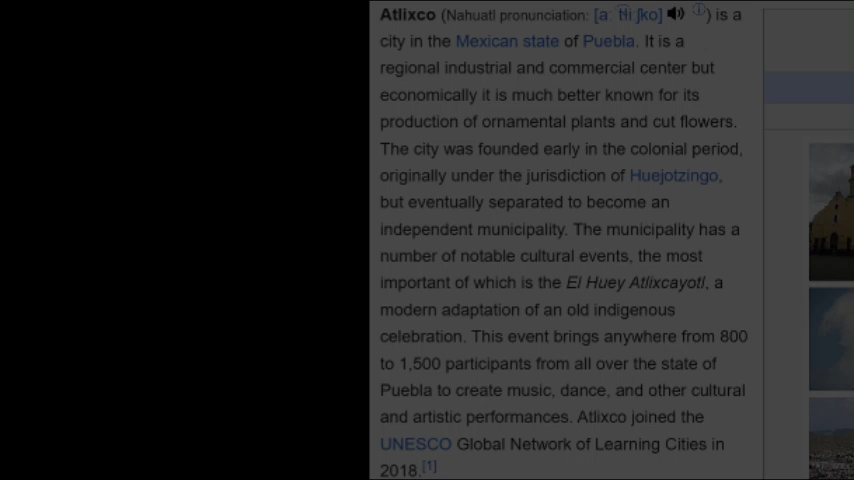 Atlixco (Nahuatl pronunciation: ) is a
city in the Mexican state of Puebla. It is a
regional industrial and commercial center but
economically it is much better known for its
production of ornamental plants and cut flowers.
The city was founded early in the colonial period,
originally under the jurisdiction of Huejotzingo,
but eventually separated to become an
independent municipality. The municipality has a
number of notable cultural events, the most
important of which is the El Huey Atlixcayotl, a
modern adaptation of an old indigenous
celebration. This event brings anywhere from 800
to 1,500 participants from all over the state of
Puebla to create music, dance, and other cultural
and artistic performances. Atlixco joined the
UNESCO Global Network of Learning Cities in
2018.[1]